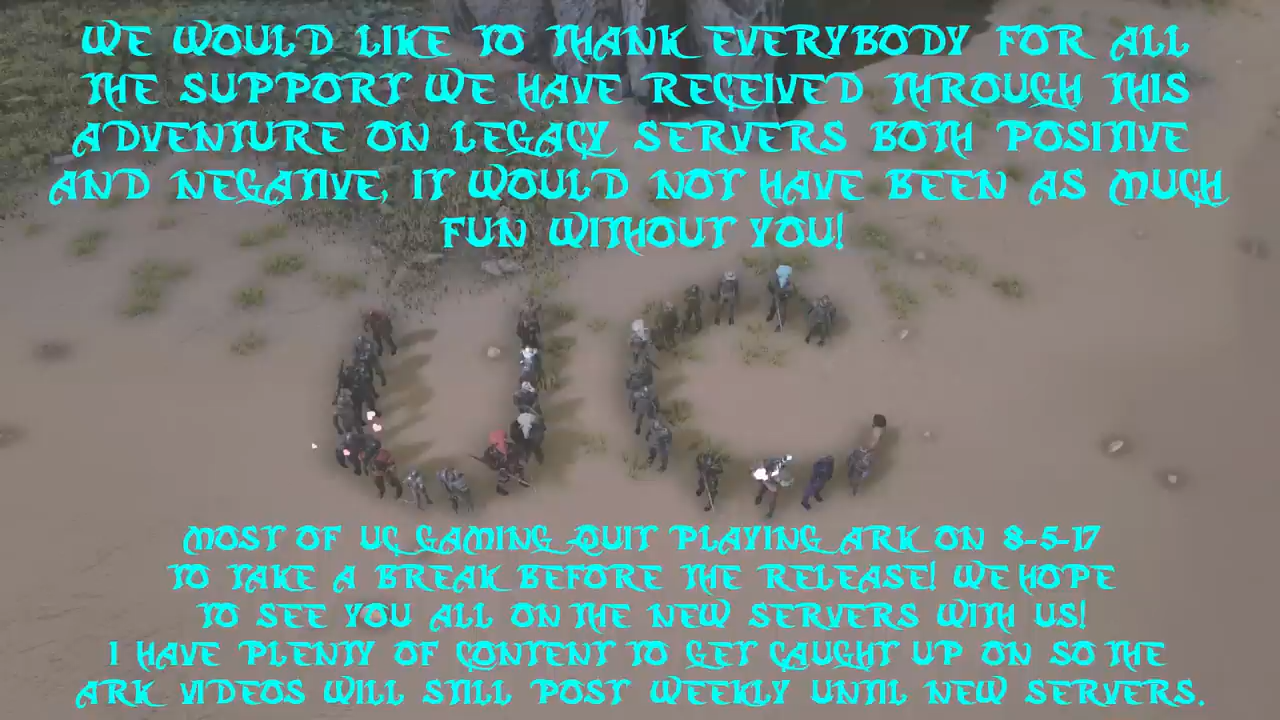 WE WOULD LIKE TO THANK EVERYBODY FOR ALL
THE SUPPORT WE HAVE RECEIVED THROUGH THIS
ADVENTURE ON LEGACY SERVERS BOTH POSITIVE
AND NEGATIVE, IT WOULD NOT HAVE BEEN AS MUCH
FUN WITHOUT YOU!
UC
MOST OF UC GAMING QUIT PLAYING ARK ON 8-5-17
TO TAKE A BREAK BEFORE THE RELEASE! WE HOPE
TO SEE YOU ALL ON THE NEW SERVERS WITH US!
I HAVE PLENTY OF CONTENT TO GET CAUGHT UP ON SO THE
ARK VIDEOS WILL STILL POST WEEKLY UNTIL NEW SERVERS.